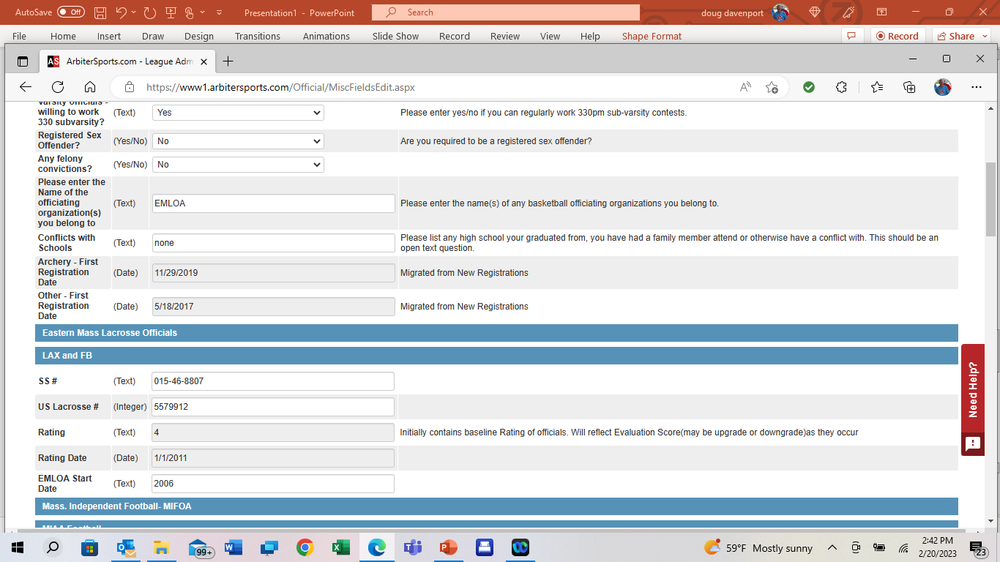 AutoSave Off Presentation1 - PowerPoint Search doug davenport
File Home Insert Draw Design Transitions Animations Slide Show Record Review View Help Shape Format Record Share
AS ArbiterSports.com - League Adm
https://www1.arbitersports.com/Official/MiscFieldsEdit.aspx
Varsity officials -
willing to work
330 subvarsity?
(Text) Yes Please enter yes/no if you can regularly work 330pm sub-varsity contests.
Registered Sex
Offender?
(Yes/No) No Are you required to be a registered sex offender?
Any felony
convictions?
(Yes/No) No
Please enter the
Name of the
officiating
organization(s)
you belong to
(Text) EMLOA Please enter the name(s) of any basketball officiating organizations you belong to.
Conflicts with
Schools
(Text) none Please list any high school your graduated from, you have had a family member attend or otherwise have a conflict with. This should be an
open text question.
Archery - First
Registration
Date
(Date) 11/29/2019 Migrated from New Registrations
Other - First
Registration
Date
(Date) 5/18/2017 Migrated from New Registrations
Eastern Mass Lacrosse Officials
LAX and FB
SS # (Text) 015-46-8807
US Lacrosse # (Integer) 5579912
Rating (Text) 4 Initially contains baseline Rating of officials. Will reflect Evaluation Score(may be upgrade or downgrade)as they occur
Rating Date (Date) 1/1/2011
EMLOA Start
Date
(Text) 2006
Mass. Independent Football- MIFOA
MIAA Football
Need Help?
99+
59°F Mostly sunny
2:42 PM
2/20/2023
23